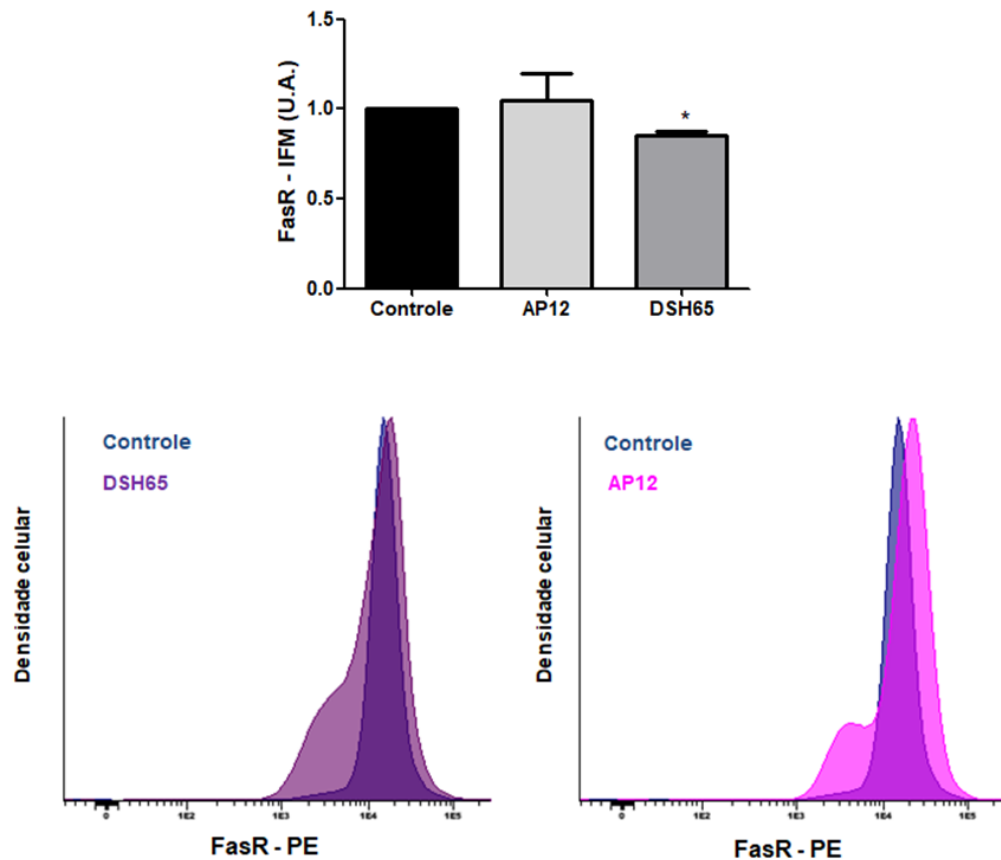 FasR - IFM (U.A.)
1.5
1.0
0.5
0.0
*
Controle
AP12
DSH65
Densidade celular
Controle
DSH65
0
1E2
1E3
1E4
1E5
FasR - PE
Densidade celular
Controle
AP12
0
1E2
1E3
1E4
1E5
FasR - PE